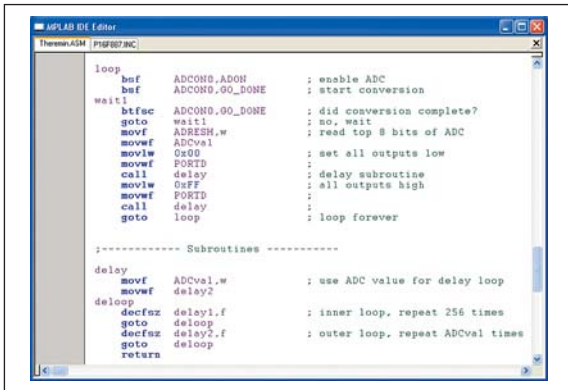 MPLAB IDE Editor
Theremin.ASM P16F887.INC
loop
bsf ADCON0,ADON ; enable ADC
bsf ADCON0,GO_DONE ; start conversion
wait1
btfsc ADCON0,GO_DONE ; did conversion complete?
goto wait1 ; no, wait
movf ADRESH,w ; read top 8 bits of ADC
movwf ADCval
movlw 0x00 ; set all outputs low
movwf PORTD ;
call delay ; delay subroutine
movlw 0xFF ; all outputs high
movwf PORTD ;
call delay ;
goto loop ; loop forever
;------------ Subroutines -----------
delay
movf ADCval,w ; use ADC value for delay loop
movwf delay2
deloop
decfsz delay1,f ; inner loop, repeat 256 times
goto deloop
decfsz delay2,f ; outer loop, repeat ADCval times
goto deloop
return